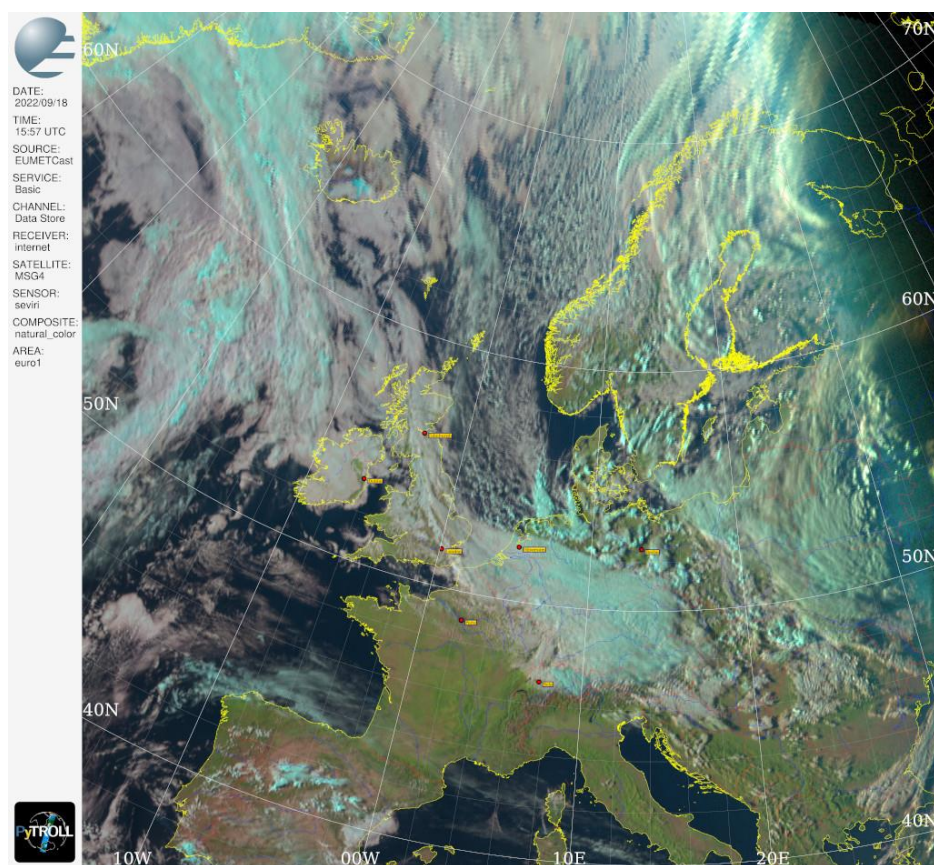 DATE:
2022/09/18
TIME:
15:57 UTC
SOURCE:
EUMETCast
SERVICE:
Basic
CHANNEL:
Data Store
RECEIVER:
internet
SATELLITE:
MSG4
SENSOR:
seviri
COMPOSITE:
natural_color
AREA:
euro1
PyTROLL
60N
70N
60N
50N
50N
40N
40N
10W
00W
10E
20E